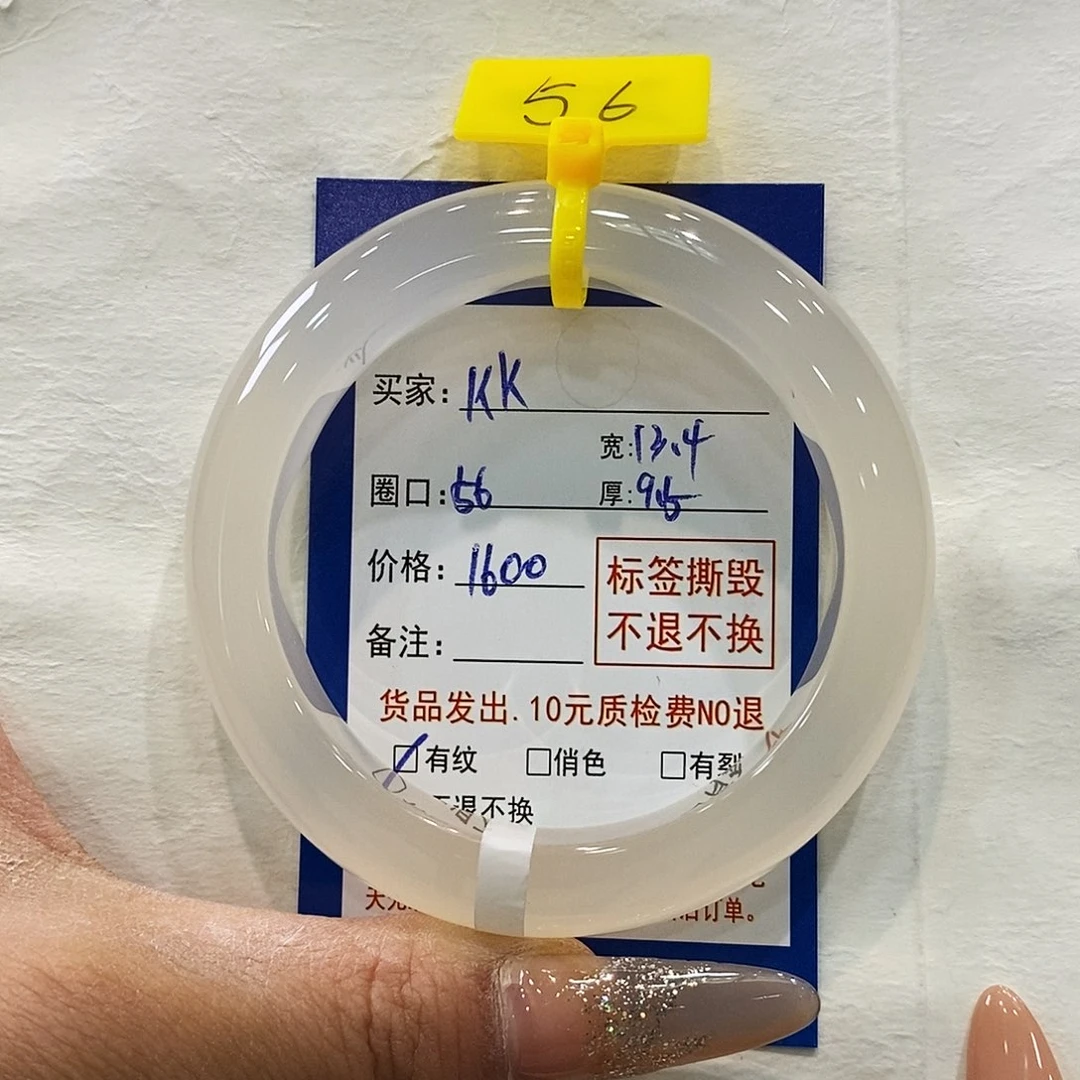 56
买家：KK
宽：13.4
圈口：56 厚：9.5
价格：1600
标签撕毁
不退不换
备注：
货品发出.10元质检费NO退
☑有纹 □俏色 □有裂
退不换
订单。